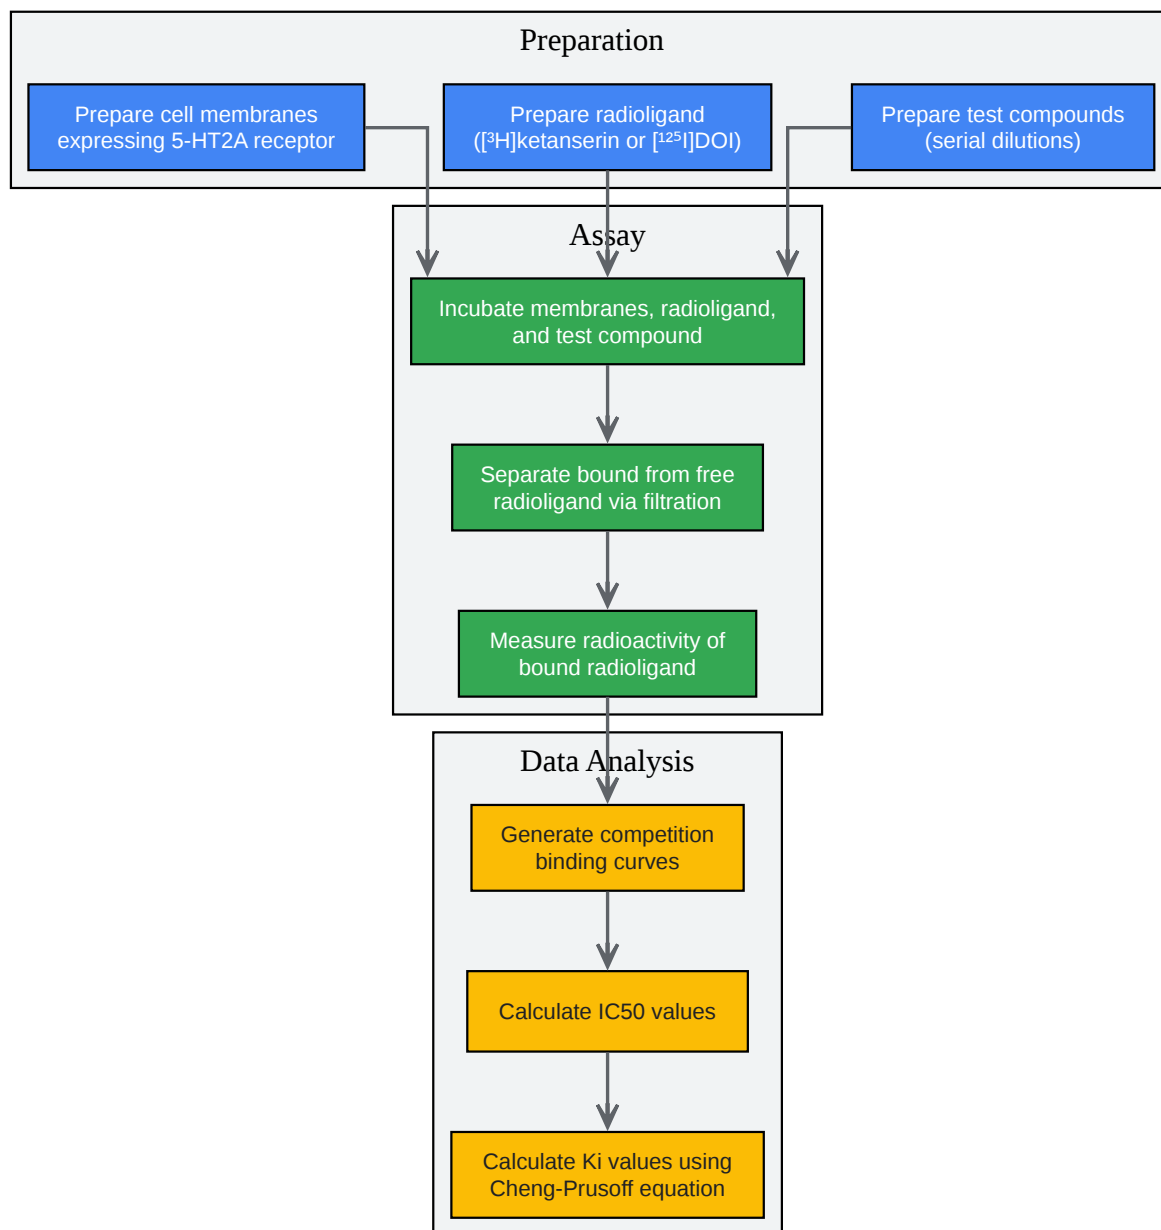 Preparation
Prepare cell membranes
expressing 5-HT2A receptor
Prepare radioligand
([³H]ketanserin or [¹²⁵I]DOI)
Prepare test compounds
(serial dilutions)
Assay
Incubate membranes, radioligand,
and test compound
Separate bound from free
radioligand via filtration
Measure radioactivity of
bound radioligand
Data Analysis
Generate competition
binding curves
Calculate IC50 values
Calculate Ki values using
Cheng-Prusoff equation